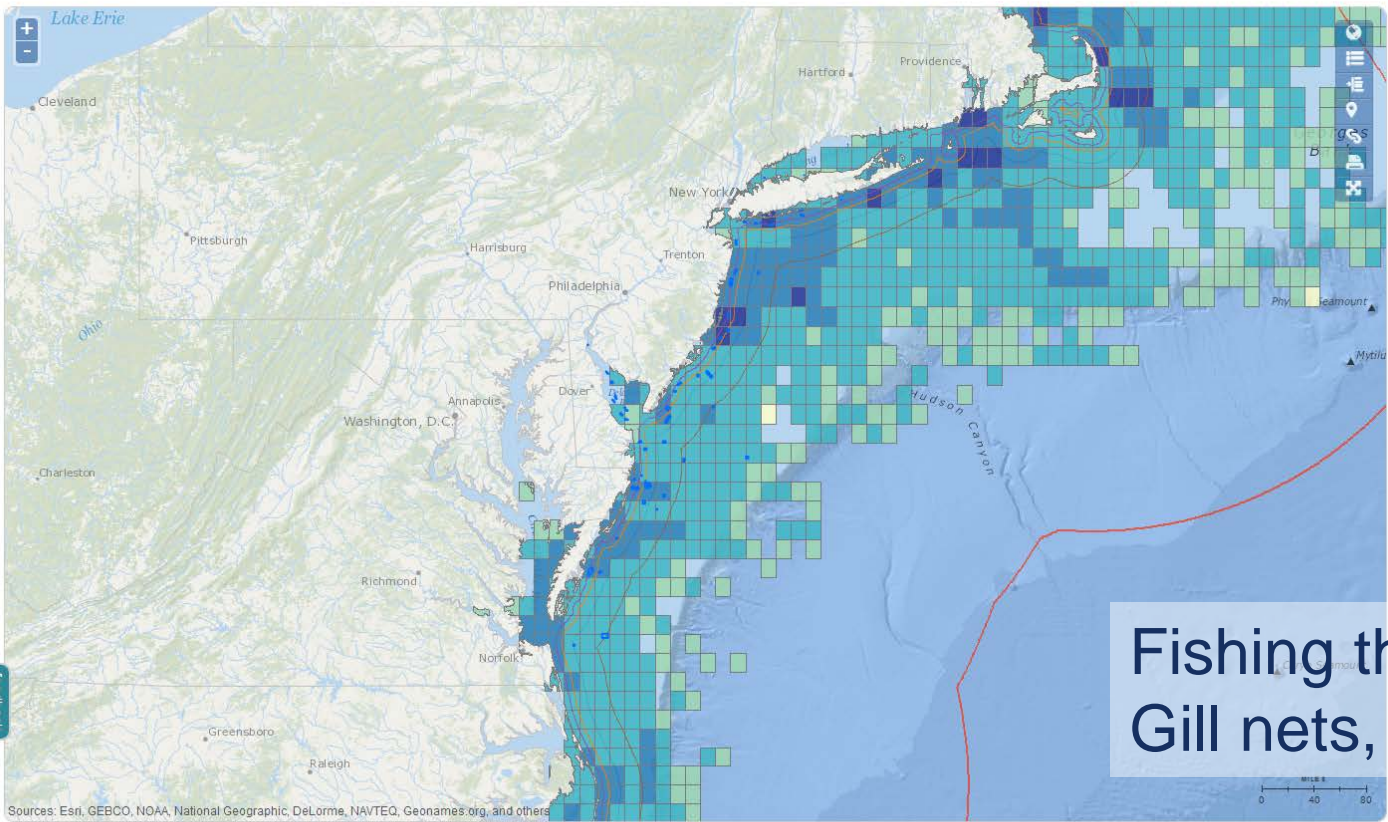 Lake Erie
+
-
Cleveland
Hartford
Providence
New York
Pittsburgh
Harrisburg
Trenton
Philadelphia
Ohio
Dover
Annapolis
Washington, D.C.
Hudson Canyon
Seamount
Charleston
Richmond
Norfolk
Greensboro
Raleigh
Fishing th
Gill nets,
MILES
0 40 80
Sources: Esri, GEBCO, NOAA, National Geographic, DeLorme, NAVTEQ, Geonames.org, and others